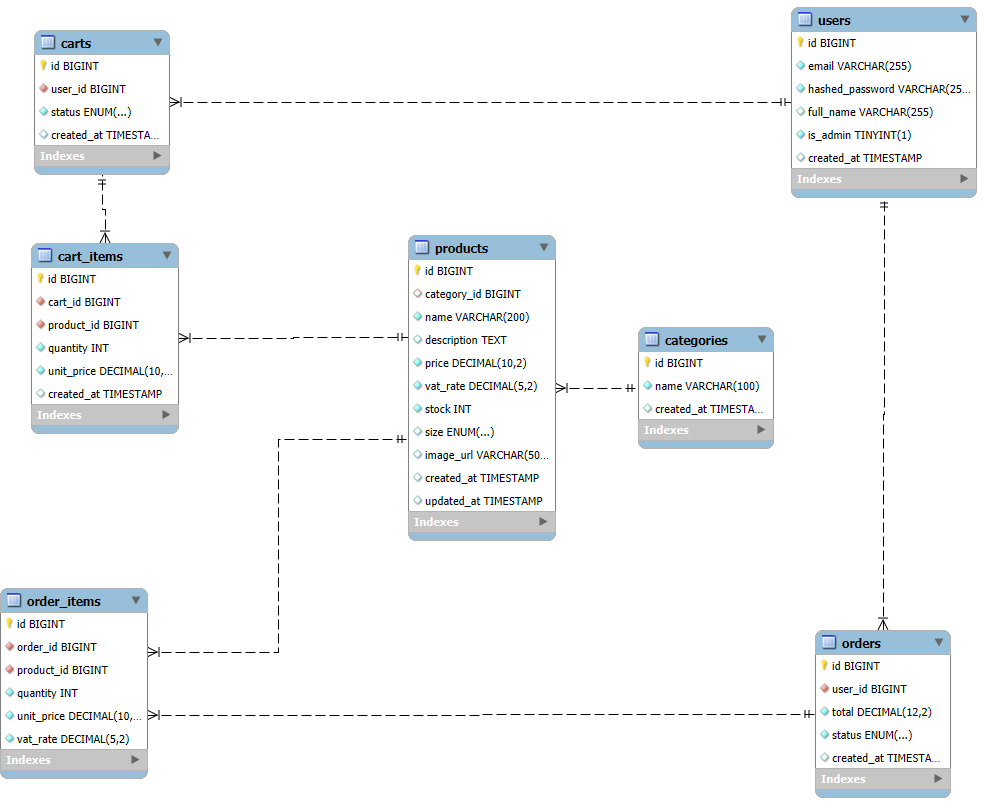 carts
id BIGINT
user_id BIGINT
status ENUM(...)
created_at TIMESTA...
Indexes
users
id BIGINT
email VARCHAR(255)
hashed_password VARCHAR(25...
full_name VARCHAR(255)
is_admin TINYINT(1)
created_at TIMESTAMP
Indexes
cart_items
id BIGINT
cart_id BIGINT
product_id BIGINT
quantity INT
unit_price DECIMAL(10,...
created_at TIMESTAMP
Indexes
products
id BIGINT
category_id BIGINT
name VARCHAR(200)
description TEXT
price DECIMAL(10,2)
vat_rate DECIMAL(5,2)
stock INT
size ENUM(...)
image_url VARCHAR(50...
created_at TIMESTAMP
updated_at TIMESTAMP
Indexes
categories
id BIGINT
name VARCHAR(100)
created_at TIMESTA...
Indexes
order_items
id BIGINT
order_id BIGINT
product_id BIGINT
quantity INT
unit_price DECIMAL(10,...
vat_rate DECIMAL(5,2)
Indexes
orders
id BIGINT
user_id BIGINT
total DECIMAL(12,2)
status ENUM(...)
created_at TIMESTA...
Indexes